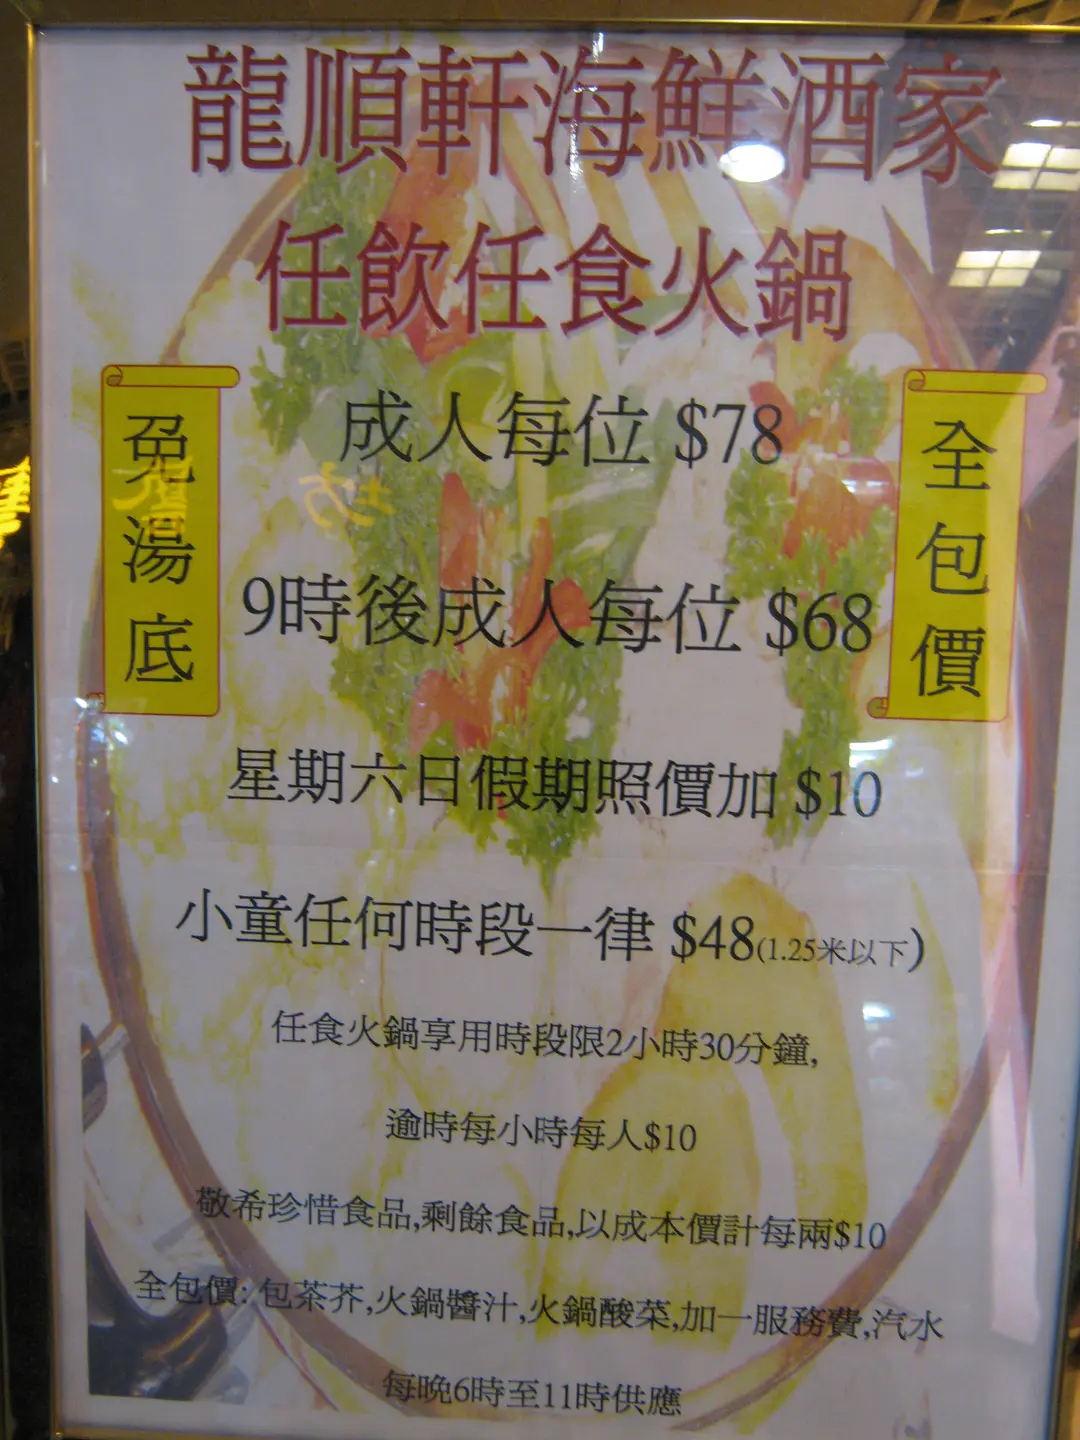 龍順軒海鮮酒家
任飲任食火鍋
免湯底
全包價
成人每位 $78
9時後成人每位 $68
星期六日假期照價加 $10
小童任何時段一律 $48(1.25米以下)
任食火鍋享用時段限2小時30分鐘,
逾時每小時每人$10
敬希珍惜食品,剩餘食品,以成本價計每兩$10
全包價: 包茶芥,火鍋醬汁,火鍋酸菜,加一服務費,汽水
每晚6時至11時供應